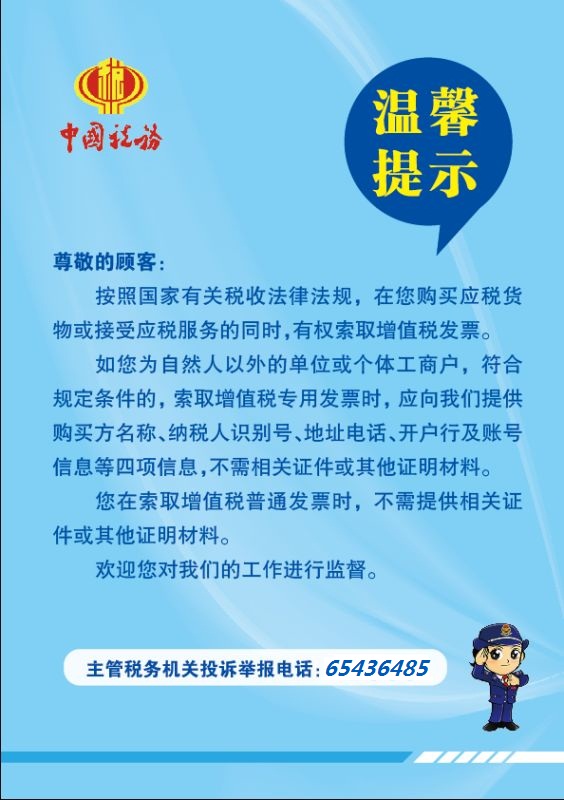 中国税务
温馨
提示
尊敬的顾客：
按照国家有关税收法律法规，在您购买应税货
物或接受应税服务的同时，有权索取增值税发票。
如您为自然人以外的单位或个体工商户，符合
规定条件的，索取增值税专用发票时，应向我们提供
购买方名称、纳税人识别号、地址电话、开户行及账号
信息等四项信息，不需相关证件或其他证明材料。
您在索取增值税普通发票时，不需提供相关证
件或其他证明材料。
欢迎您对我们的工作进行监督。
主管税务机关投诉举报电话：65436485